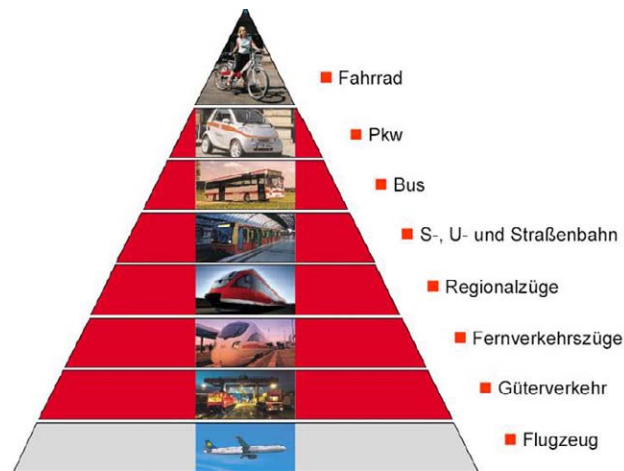 Fahrrad
Pkw
Bus
S-, U- und Straßenbahn
Regionalzüge
Fernverkehrszüge
Güterverkehr
Flugzeug